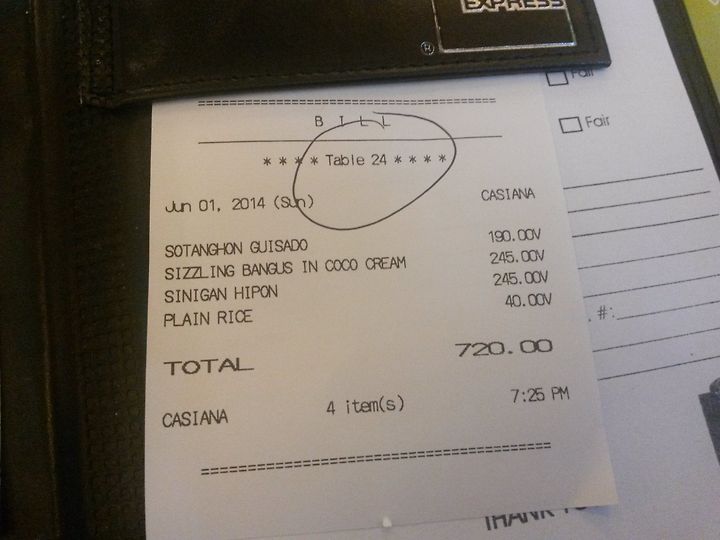 EXPRESS
®
Fair
Fair
BILL
**** Table 24 ****
Jun 01, 2014 (Sun) CASIANA
SOTANGHON GUISADO 190.00V
SIZZLING BANGUS IN COCO CREAM 245.00V
SINIGAN HIPON 245.00V
PLAIN RICE 40.00V
TOTAL 720.00
CASIANA 4 item(s) 7:25 PM
. #:
THANK